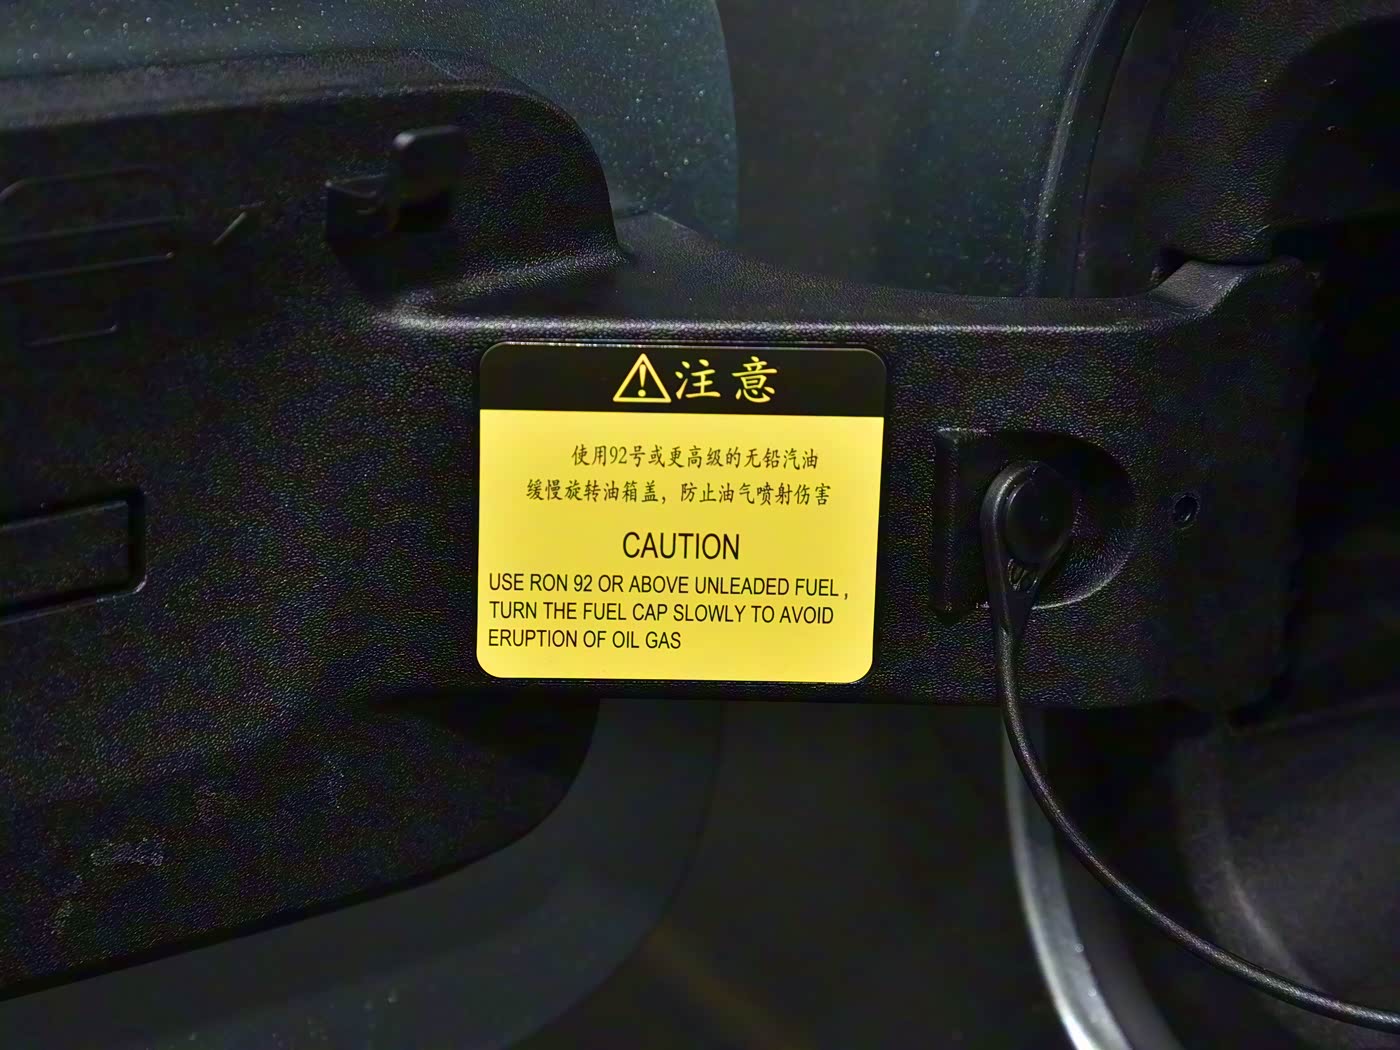 注意
使用92号或更高级的无铅汽油
缓慢旋转油箱盖，防止油气喷射伤害
CAUTION
USE RON 92 OR ABOVE UNLEADED FUEL,
TURN THE FUEL CAP SLOWLY TO AVOID
ERUPTION OF OIL GAS